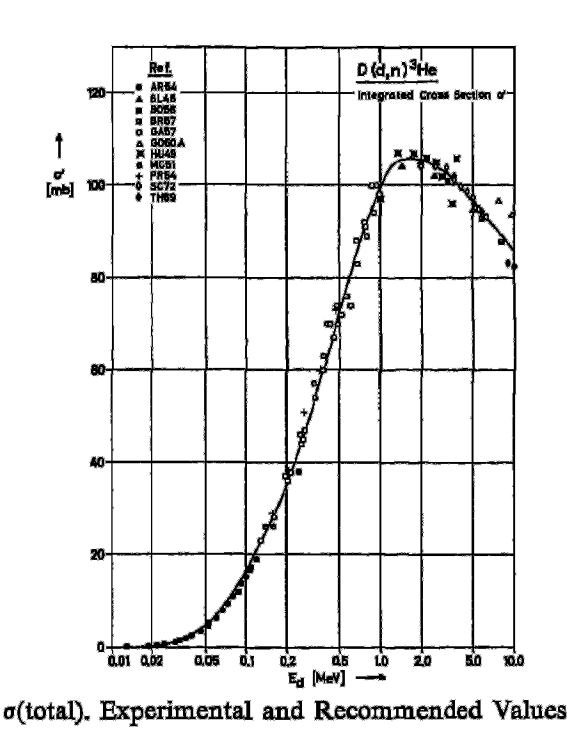 Ref.
AR54
BL48
BO56
BR57
GA57
GO60A
HU49
MC51
PR54
SC72
TH69
D(d,n)³He
Integrated Cross Section σ
σ
[mb]
120
100
80
60
40
20
0
0.01 0.02 0.05 0.1 0.2 0.5 1.0 2.0 5.0 10.0
E_d [MeV]
σ(total). Experimental and Recommended Values